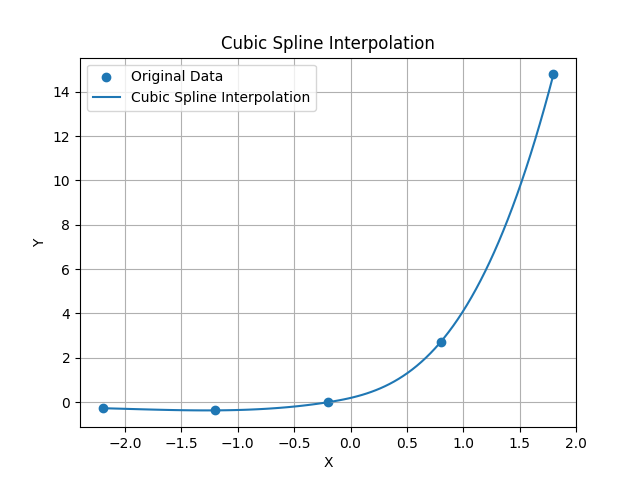 Cubic Spline Interpolation
Original Data
Cubic Spline Interpolation
14
12
10
8
6
4
2
0
Y
−2.0 −1.5 −1.0 −0.5 0.0 0.5 1.0 1.5 2.0
X